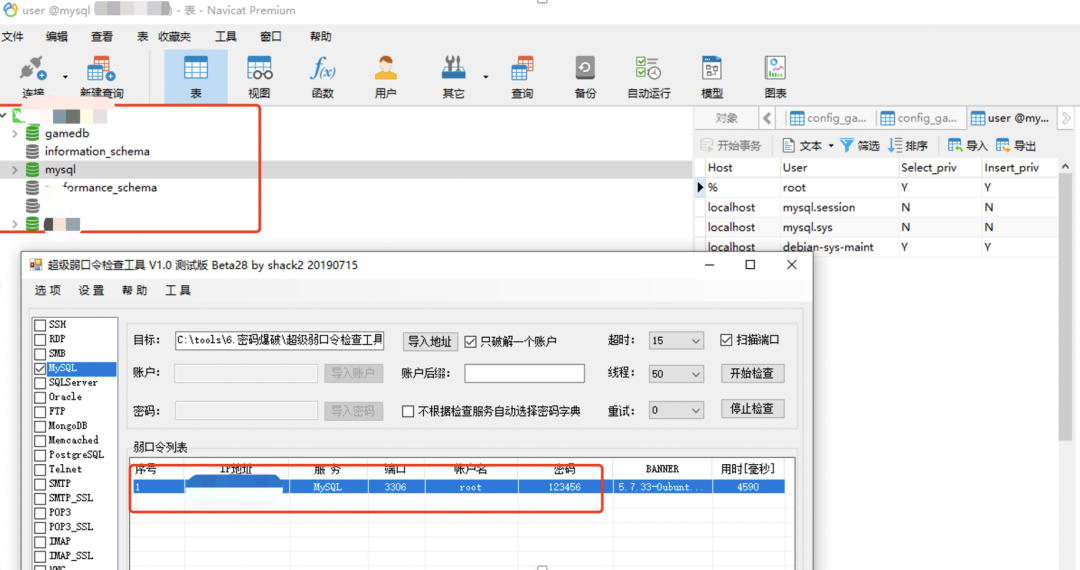 user @mysql - 表 - Navicat Premium
文件 编辑 查看 表 收藏夹 工具 窗口 帮助
连接 新建查询 表 视图 函数 用户 其它 查询 备份 自动运行 模型 图表
gamedb
information_schema
mysql
formance_schema
对象 config_ga... config_ga... user @my...
开始事务 文本 筛选 排序 导入 导出
Host User Select_priv Insert_priv
% root Y Y
localhost mysql.session N N
localhost mysql.sys N N
localhost debian-sys-maint Y Y
超级弱口令检查工具 V1.0 测试版 Beta28 by shack2 20190715
选项 设置 帮助 工具
SSH
RDP
SMB
MySQL
SQLServer
Oracle
FTP
MongoDB
Memcached
PostgreSQL
Telnet
SMTP
SMTP_SSL
POP3
POP3_SSL
IMAP
IMAP_SSL
VNC
目标: C:\tools\6.密码爆破\超级弱口令检查工具 导入地址 只破解一个账户 超时: 15 扫描端口
账户: 导入账户 账户后缀: 线程: 50 开始检查
密码: 导入密码 不根据检查服务自动选择密码字典 重试: 0 停止检查
弱口令列表
序号 IP地址 服 务 端口 帐户名 密码 BANNER 用时[毫秒]
1 MySQL 3306 root 123456 5.7.33-0ubunt... 4590